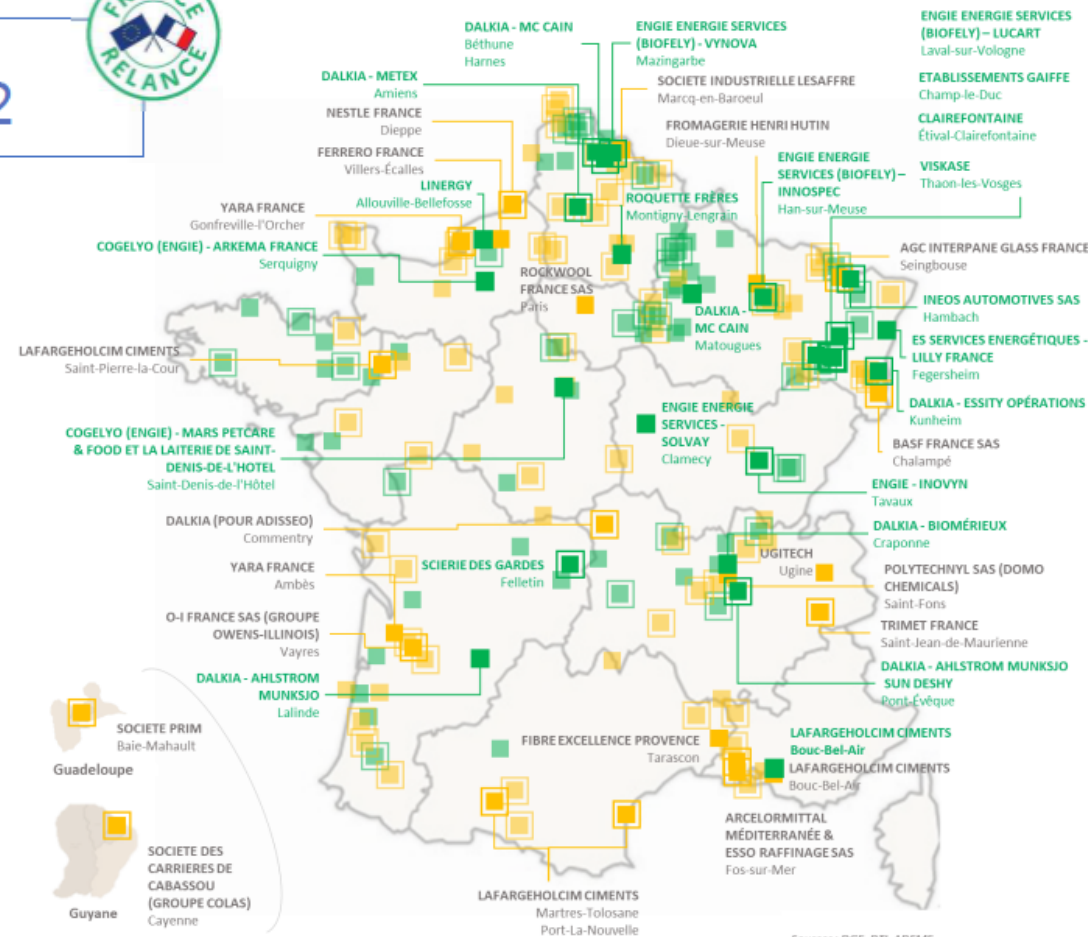 RELANCE
2
DALKIA - MC CAIN
Béthune
Harnes
ENGIE ENERGIE SERVICES
(BIOFELY) - VYNOVA
Mazingarbe
ENGIE ENERGIE SERVICES
(BIOFELY) – LUCART
Laval-sur-Vologne
DALKIA - METEX
Amiens
SOCIETE INDUSTRIELLE LESAFFRE
Marcq-en-Baroeul
ETABLISSEMENTS GAIFFE
Champ-le-Duc
NESTLE FRANCE
Dieppe
FROMAGERIE HENRI HUTIN
Dieue-sur-Meuse
CLAIREFONTAINE
Étival-Clairefontaine
FERRERO FRANCE
Villers-Écalles
ENGIE ENERGIE
SERVICES (BIOFELY) –
INNOSPEC
Han-sur-Meuse
VISKASE
Thaon-les-Vosges
LINERGY
Allouville-Bellefosse
ROQUETTE FRÈRES
Montigny-Lengrain
YARA FRANCE
Gonfreville-l'Orcher
COGELYO (ENGIE) - ARKEMA FRANCE
Serquigny
AGC INTERPANE GLASS FRANCE
Seingbouse
ROCKWOOL
FRANCE SAS
Paris
INEOS AUTOMOTIVES SAS
Hambach
DALKIA -
MC CAIN
Matougues
ES SERVICES ENERGÉTIQUES -
LILLY FRANCE
Fegersheim
LAFARGEHOLCIM CIMENTS
Saint-Pierre-la-Cour
DALKIA - ESSITY OPÉRATIONS
Kunheim
ENGIE ENERGIE
SERVICES -
SOLVAY
Clamecy
COGELYO (ENGIE) - MARS PETCARE
& FOOD ET LA LAITERIE DE SAINT-
DENIS-DE-L'HOTEL
Saint-Denis-de-l'Hôtel
BASF FRANCE SAS
Chalampé
ENGIE - INOVYN
Tavaux
DALKIA (POUR ADISSEO)
Commentry
DALKIA - BIOMÉRIEUX
Craponne
YARA FRANCE
Ambès
SCIERIE DES GARDES
Felletin
UGITECH
Ugine
POLYTECHNYL SAS (DOMO
CHEMICALS)
Saint-Fons
O-I FRANCE SAS (GROUPE
OWENS-ILLINOIS)
Vayres
TRIMET FRANCE
Saint-Jean-de-Maurienne
DALKIA - AHLSTROM
MUNKSJO
Lalinde
DALKIA - AHLSTROM MUNKSJO
SUN DESHY
Pont-Évêque
SOCIETE PRIM
Baie-Mahault
Guadeloupe
FIBRE EXCELLENCE PROVENCE
Tarascon
LAFARGEHOLCIM CIMENTS
Bouc-Bel-Air
LAFARGEHOLCIM CIMENTS
Bouc-Bel-Air
ARCELORMITTAL
MÉDITERRANÉE &
ESSO RAFFINAGE SAS
Fos-sur-Mer
SOCIETE DES
CARRIERES DE
CABASSOU
(GROUPE COLAS)
Cayenne
Guyane
LAFARGEHOLCIM CIMENTS
Martres-Tolosane
Port-La-Nouvelle